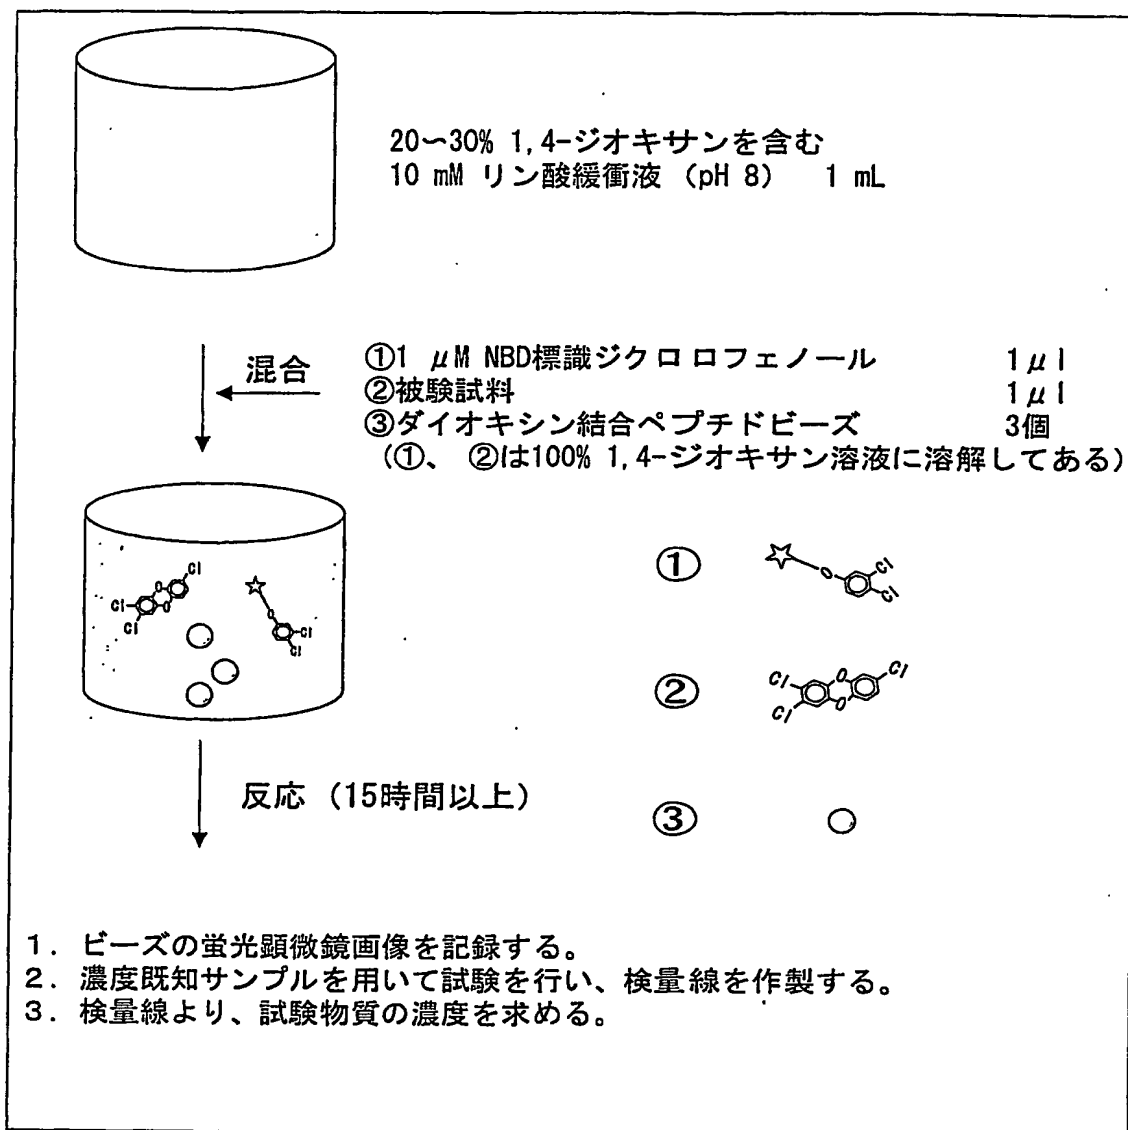 20〜30% 1,4-ジオキサンを含む
10 mM リン酸緩衝液 (pH 8) 1 mL
混合
①1 μM NBD標識ジクロロフェノール 1μl
②被験試料 1μl
③ダイオキシン結合ペプチドビーズ 3個
(①、②は100% 1,4-ジオキサン溶液に溶解してある)
Cl
Cl
Cl
O
O
O
Cl
Cl
① O Cl
Cl
② Cl O Cl
Cl O
反応 (15時間以上)
③
1. ビーズの蛍光顕微鏡画像を記録する。
2. 濃度既知サンプルを用いて試験を行い、検量線を作製する。
3. 検量線より、試験物質の濃度を求める。